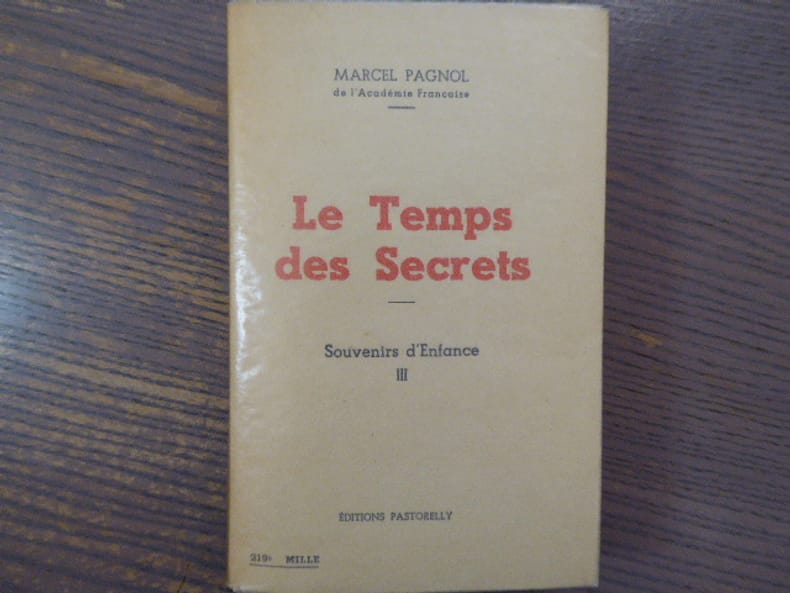 MARCEL PAGNOL
de l'Académie Française
Le Temps
des Secrets
Souvenirs d'Enfance
III
ÉDITIONS PASTORELLY
219e MILLE